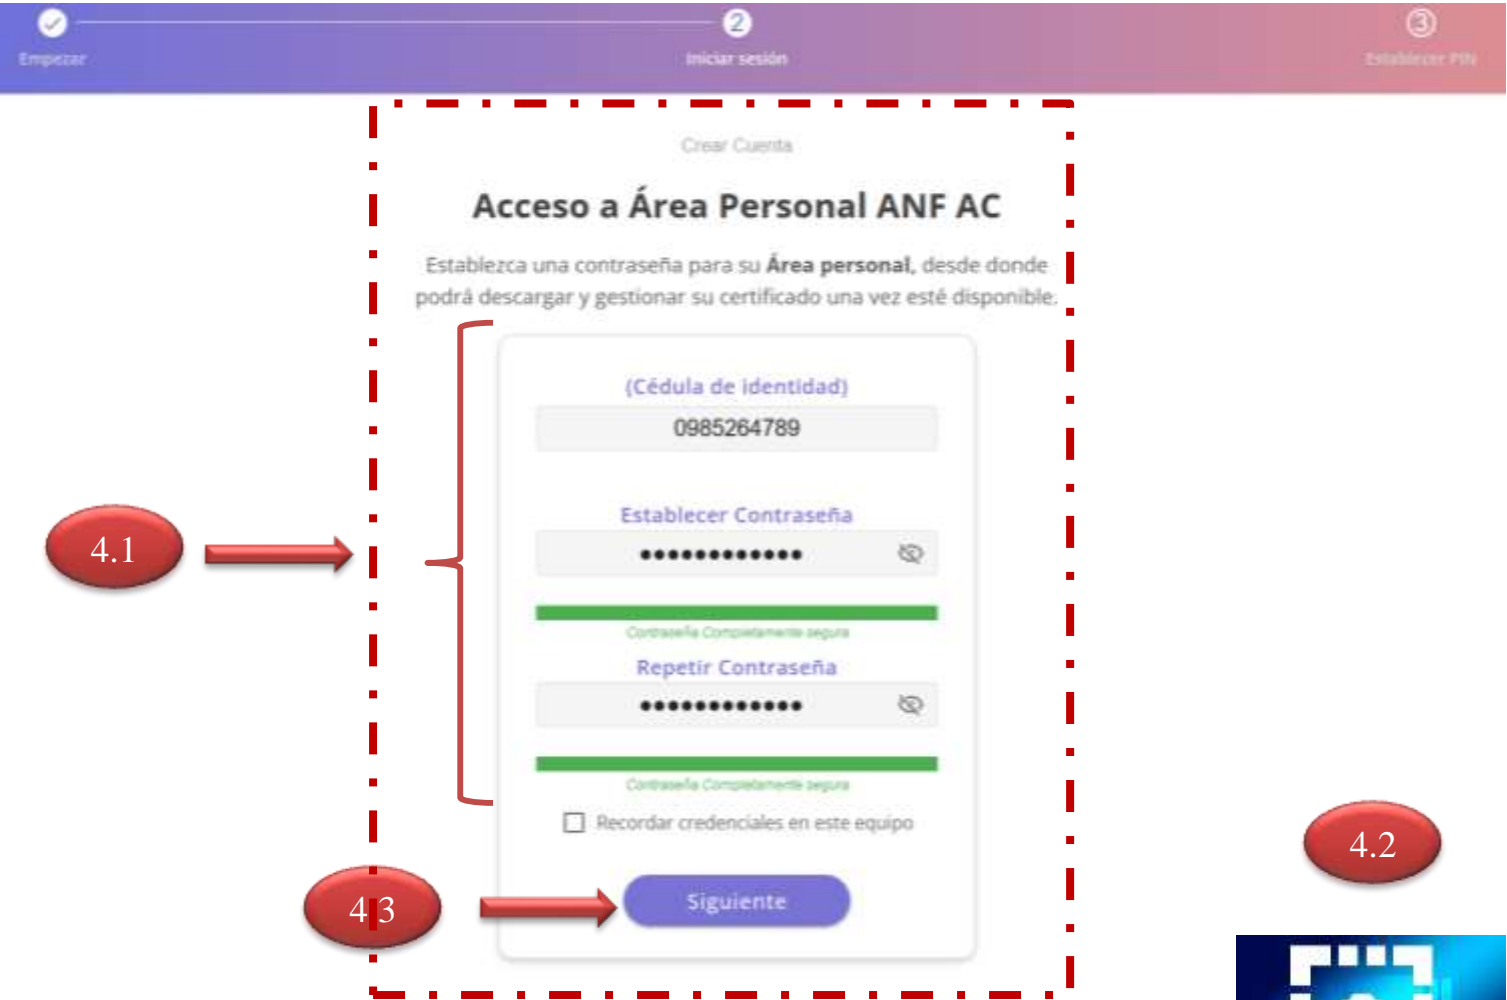 2
3
Empezar
Iniciar sesión
Establecer PIN
Crear Cuenta
Acceso a Área Personal ANF AC
Establezca una contraseña para su Área personal, desde donde
podrá descargar y gestionar su certificado una vez esté disponible.
(Cédula de identidad)
0985264789
Establecer Contraseña
4.1
Contraseña Completamente segura
Repetir Contraseña
Contraseña Completamente segura
Recordar credenciales en este equipo
4.2
4.3
Siguiente